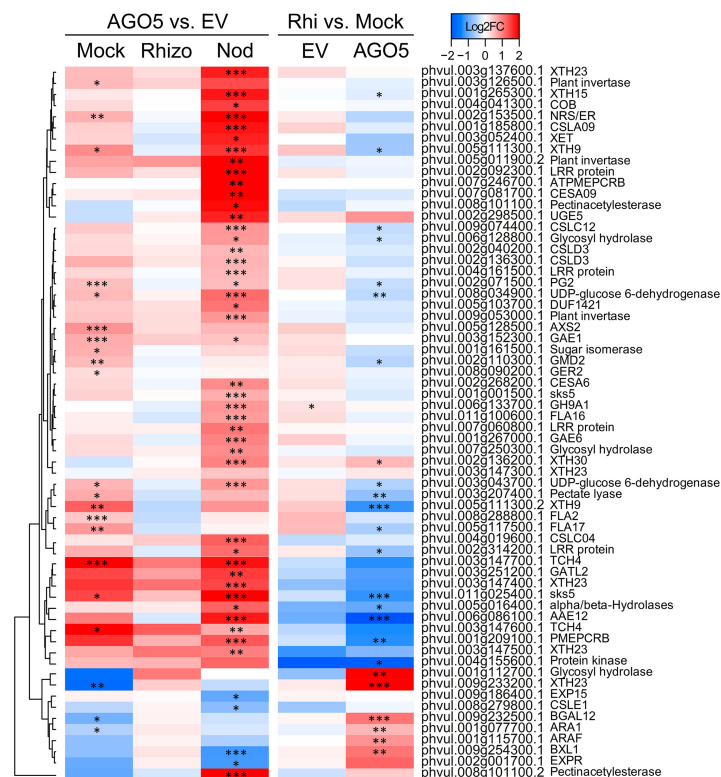 AGO5 vs. EV Rhi vs. Mock
Mock Rhizo Nod EV AGO5
Log2FC
−2 −1 0 1 2
*** phvul.003g137600.1 XTH23
* phvul.003g126500.1 Plant invertase
*** * phvul.001g265300.1 XTH15
* phvul.004g041300.1 COB
** *** phvul.002g153500.1 NRS/ER
*** phvul.001g185800.1 CSLA09
* phvul.003g052400.1 XET
* *** * phvul.005g111300.1 XTH9
** phvul.005g011900.2 Plant invertase
** phvul.002g092300.1 LRR protein
** phvul.007g246700.1 ATPMEPCRB
** phvul.007g081700.1 CESA09
* phvul.008g101100.1 Pectinacetylesterase
** phvul.002g298500.1 UGE5
*** * phvul.009g074400.1 CSLC12
* * phvul.006g128800.1 Glycosyl hydrolase
** phvul.002g040200.1 CSLD3
*** phvul.002g136300.1 CSLD3
*** phvul.004g161500.1 LRR protein
*** * * phvul.002g071500.1 PG2
* *** ** phvul.008g034900.1 UDP-glucose 6-dehydrogenase
* phvul.005g103700.1 DUF1421
*** phvul.009g053000.1 Plant invertase
*** phvul.005g128500.1 AXS2
*** * phvul.003g152300.1 GAE1
* phvul.001g161500.1 Sugar isomerase
** * phvul.002g110300.1 GMD2
* phvul.008g090200.1 GER2
** phvul.002g268200.1 CESA6
*** phvul.001g001500.1 sks5
*** * phvul.006g133700.1 GH9A1
*** phvul.011g100600.1 FLA16
** phvul.007g060800.1 LRR protein
*** phvul.001g267000.1 GAE6
** phvul.007g250300.1 Glycosyl hydrolase
*** * phvul.002g136200.1 XTH30
phvul.003g147300.1 XTH23
* *** * phvul.003g043700.1 UDP-glucose 6-dehydrogenase
* ** phvul.003g207400.1 Pectate lyase
** *** phvul.005g111300.2 XTH9
*** phvul.008g288800.1 FLA2
** * phvul.005g117500.1 FLA17
*** phvul.004g019600.1 CSLC04
* * phvul.002g314200.1 LRR protein
*** *** phvul.003g147700.1 TCH4
** phvul.003g251200.1 GATL2
*** phvul.003g147400.1 XTH23
* *** *** phvul.011g025400.1 sks5
* * phvul.005g016400.1 alpha/beta-Hydrolases
*** *** phvul.006g086100.1 AAE12
* ** phvul.003g147600.1 TCH4
*** ** phvul.001g209100.1 PMEPCRB
** phvul.003g147500.1 XTH23
* phvul.004g155600.1 Protein kinase
** phvul.001g112700.1 Glycosyl hydrolase
** *** phvul.009g233200.1 XTH23
* phvul.009g186400.1 EXP15
* phvul.008g279800.1 CSLE1
* *** phvul.009g232500.1 BGAL12
* ** phvul.001g077700.1 ARA1
** phvul.001g115700.1 ARAF
*** ** phvul.009g254300.1 BXL1
* phvul.002g001700.1 EXPR
*** phvul.008g101100.2 Pectinacetylesterase